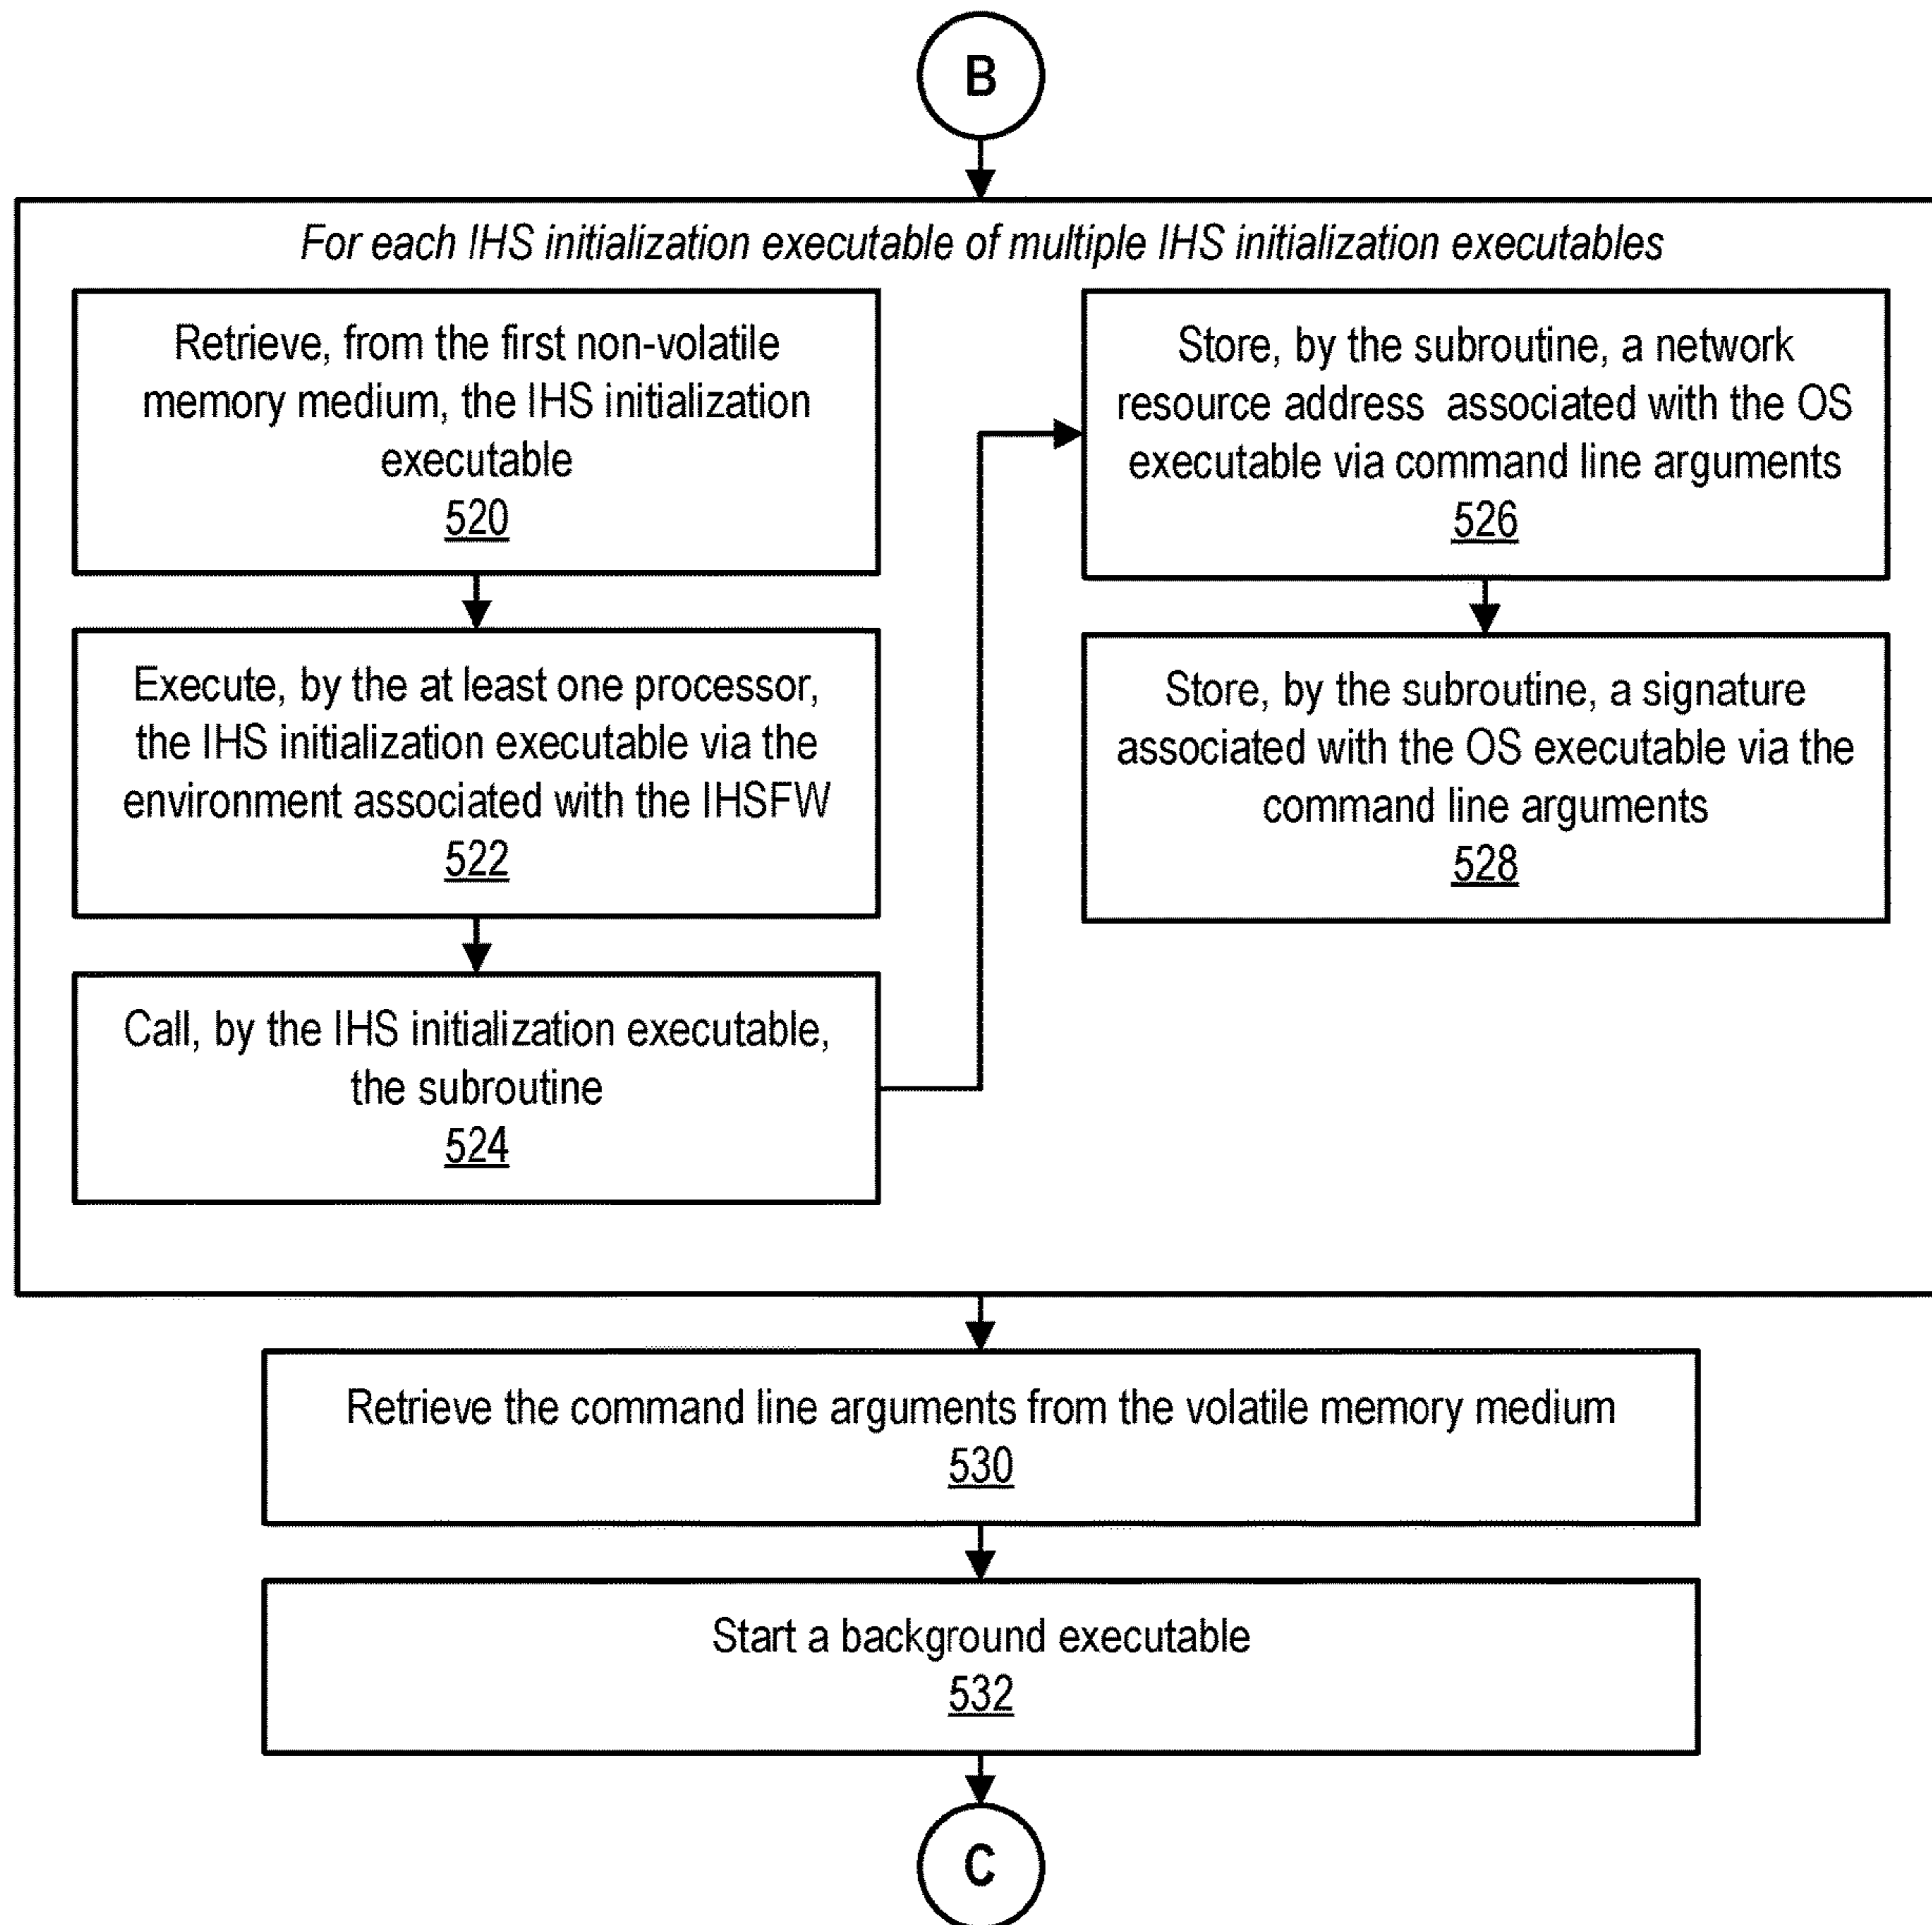 B
For each IHS initialization executable of multiple IHS initialization executables
Retrieve, from the first non-volatile
memory medium, the IHS initialization
executable
520
Execute, by the at least one processor,
the IHS initialization executable via the
environment associated with the IHSFW
522
Call, by the IHS initialization executable,
the subroutine
524
Store, by the subroutine, a network
resource address associated with the OS
executable via command line arguments
526
Store, by the subroutine, a signature
associated with the OS executable via the
command line arguments
528
Retrieve the command line arguments from the volatile memory medium
530
Start a background executable
532
C